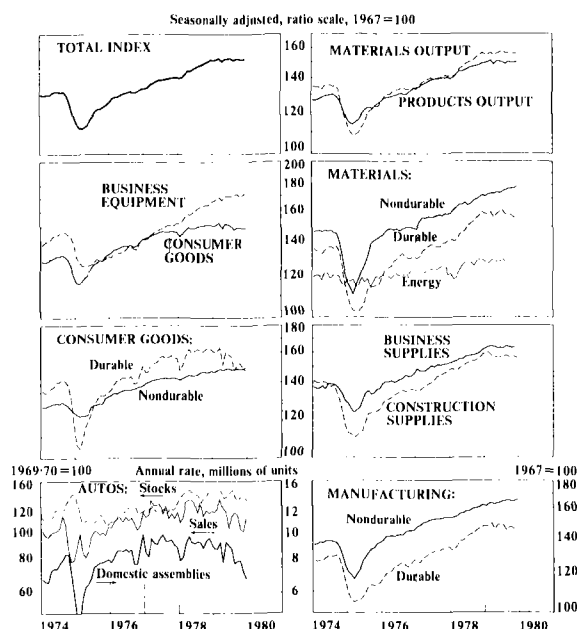 Seasonally adjusted, ratio scale, 1967=100
TOTAL INDEX
160
140
120
100
MATERIALS OUTPUT
PRODUCTS OUTPUT
BUSINESS EQUIPMENT
CONSUMER GOODS
200
180
160
140
120
100
MATERIALS:
Nondurable
Durable
Energy
CONSUMER GOODS:
Durable
Nondurable
180
160
140
120
100
BUSINESS SUPPLIES
CONSTRUCTION SUPPLIES
1969-70=100
Annual rate, millions of units
1967=100
160
120
100
80
60
AUTOS:
Stocks
Sales
Domestic assemblies
16
12
10
8
6
MANUFACTURING:
Nondurable
Durable
180
160
140
120
100
1974 1976 1978 1980
1974 1976 1978 1980